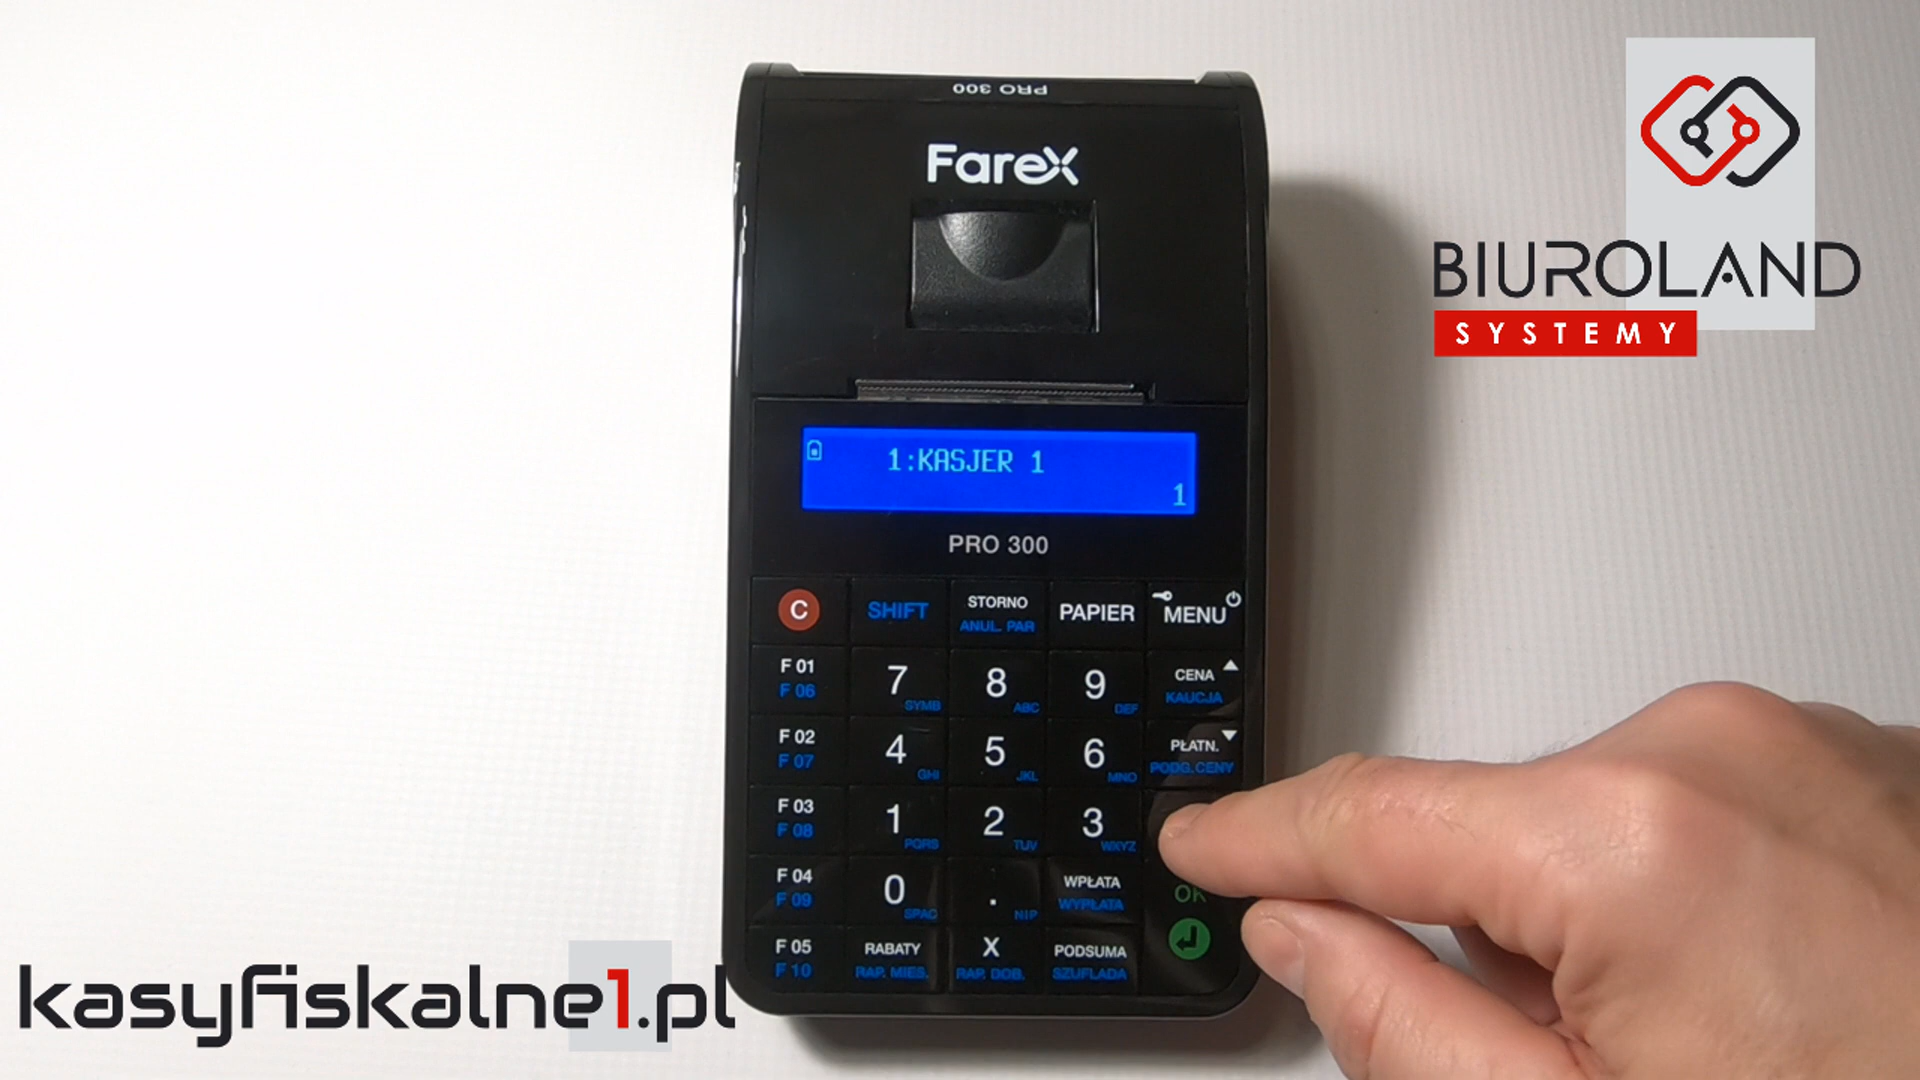 PRO 300
Farex
BIUROLAND
SYSTEMY
1:KASJER 1
1
PRO 300
C SHIFT STORNO PAPIER MENU
ANUL. PAR
F 01 7 8 9 CENA
F 06 SYMB ABC DEF KAUCJA
F 02 4 5 6 PŁATN.
F 07 GHI JKL MNO PODG.CENY
F 03 1 2 3
F 08 PQRS TUV WXYZ
F 04 0 . WPŁATA OK
F 09 SPAC NIP WYPŁATA
F 05 RABATY X PODSUMA
F 10 RAP. MIES. RAP. DOB. SZUFLADA
kasyfiskalne1.pl